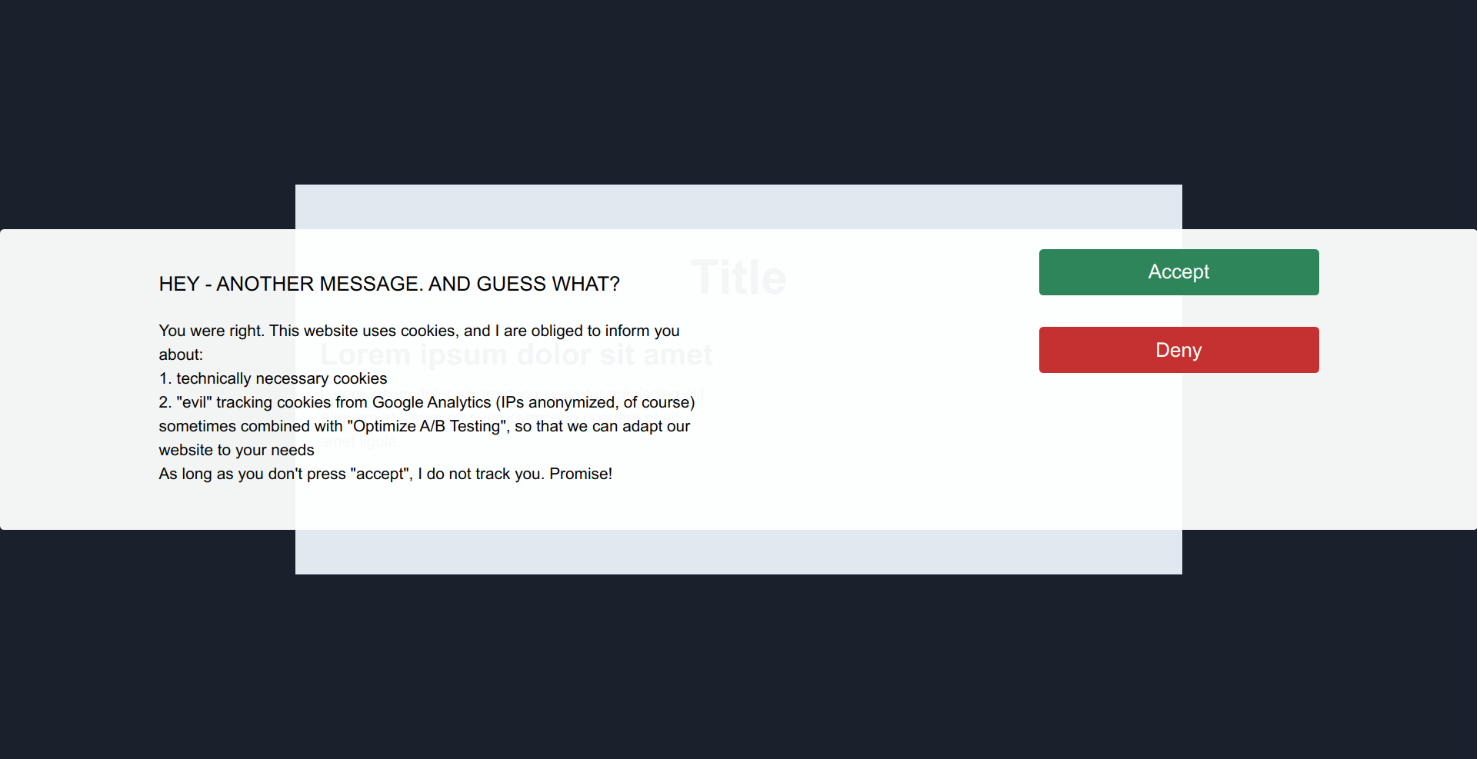 HEY - ANOTHER MESSAGE. AND GUESS WHAT?
Title
Accept
You were right. This website uses cookies, and I are obliged to inform you
about:
Lorem ipsum dolor sit amet
Deny
1. technically necessary cookies
2. "evil" tracking cookies from Google Analytics (IPs anonymized, of course)
sometimes combined with "Optimize A/B Testing", so that we can adapt our
website to your needs
As long as you don't press "accept", I do not track you. Promise!